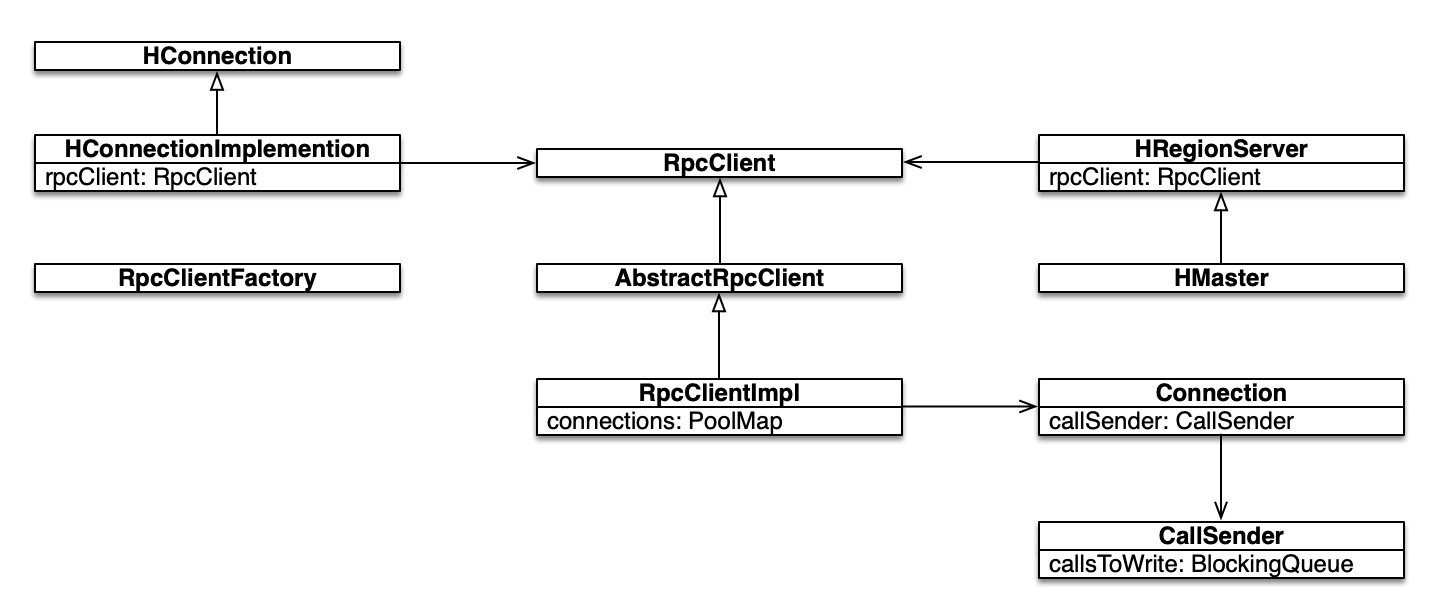 HConnection
HConnectionImplemention
rpcClient: RpcClient
RpcClient
HRegionServer
rpcClient: RpcClient
RpcClientFactory
AbstractRpcClient
HMaster
RpcClientImpl
connections: PoolMap
Connection
callSender: CallSender
CallSender
callsToWrite: BlockingQueue